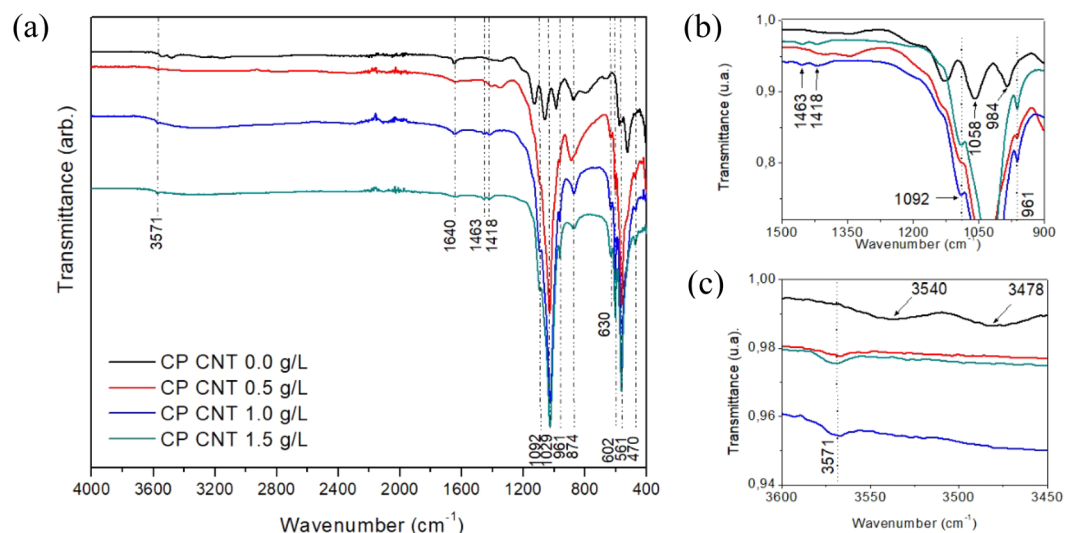 (a)
Transmittance (arb.)
3571
1640
1463
1418
630
1092
1029
961
874
602
561
470
CP CNT 0.0 g/L
CP CNT 0.5 g/L
CP CNT 1.0 g/L
CP CNT 1.5 g/L
4000 3600 3200 2800 2400 2000 1600 1200 800 400
Wavenumber (cm⁻¹)
(b)
Transmittance (u.a.)
1,0
0,9
0,8
1463
1418
1058
984
1092
961
1500 1350 1200 1050 900
Wavenumber (cm⁻¹)
(c)
Transmittance (u.a).
1,00
0,98
0,96
0,94
3540
3478
3571
3600 3550 3500 3450
Wavenumber (cm⁻¹)